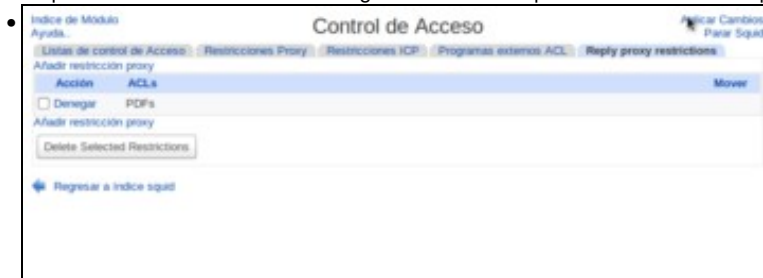 Índice de Módulo
Ayuda..
Control de Acceso
Aplicar Cambios
Parar Squid
Listas de control de Acceso
Restricciones Proxy
Restricciones ICP
Programas externos ACL
Reply proxy restrictions
Añadir restricción proxy
Acción ACLs Mover
Denegar PDFs
Añadir restricción proxy
Delete Selected Restrictions
Regresar a índice squid